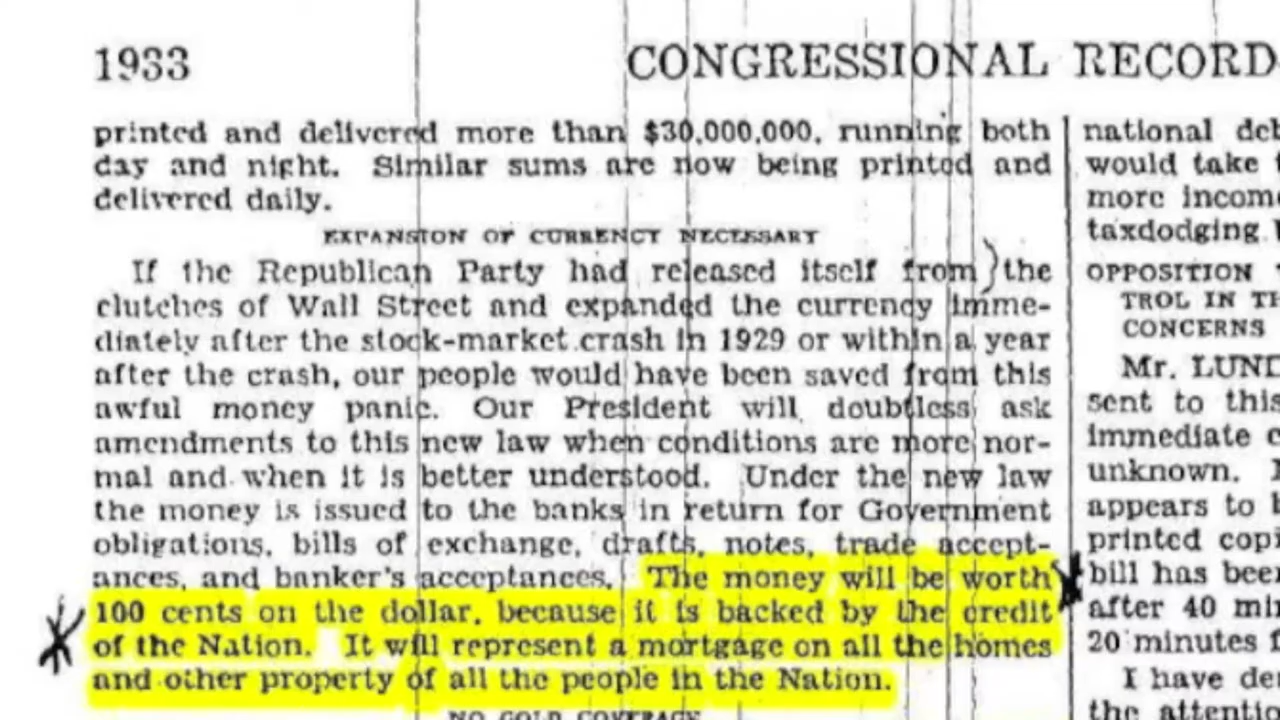 1933
CONGRESSIONAL RECORD
printed and delivered more than $30,000,000, running both
day and night. Similar sums are now being printed and
delivered daily.
EXPANSION OF CURRENCY NECESSARY
If the Republican Party had released itself from the
clutches of Wall Street and expanded the currency imme-
diately after the stock-market crash in 1929 or within a year
after the crash, our people would have been saved from this
awful money panic. Our President will doubtless ask
amendments to this new law when conditions are more nor-
mal and when it is better understood. Under the new law
the money is issued to the banks in return for Government
obligations, bills of exchange, drafts, notes, trade accept-
ances, and banker's acceptances. The money will be worth
100 cents on the dollar, because it is backed by the credit
of the Nation. It will represent a mortgage on all the homes
and other property of all the people in the Nation.
NO GOLD COVERAGE
national
would take
more
taxdodging
OPPOSITION
TROL IN
CONCERNS
Mr.
sent to this
immediate
unknown.
appears to
printed
bill has been
after 40
20 minutes
I have
the